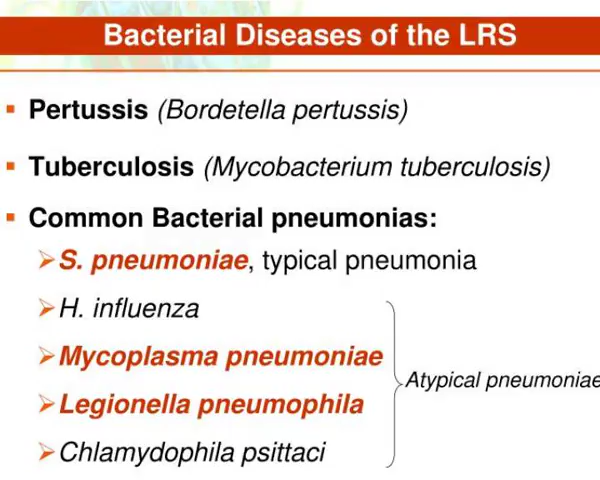 Bacterial Diseases of the LRS
▪ Pertussis (Bordetella pertussis)
▪ Tuberculosis (Mycobacterium tuberculosis)
▪ Common Bacterial pneumonias:
➢S. pneumoniae, typical pneumonia
➢H. influenza
➢Mycoplasma pneumoniae
Atypical pneumoniae
➢Legionella pneumophila
➢Chlamydophila psittaci